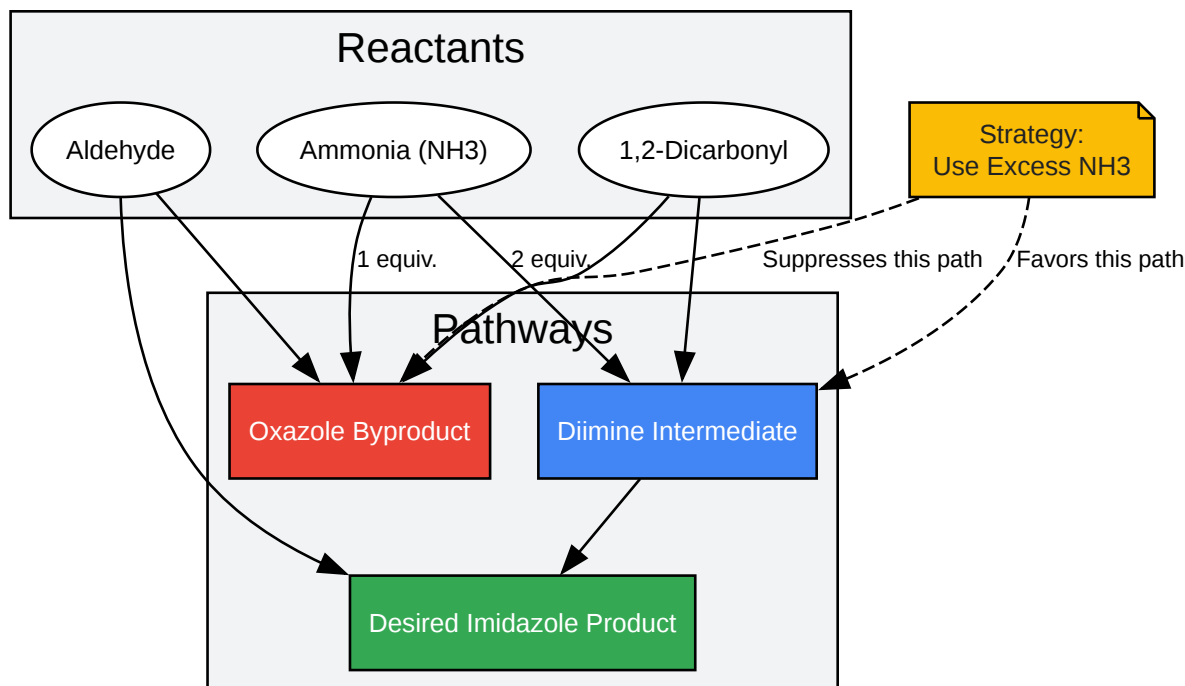 Reactants
Aldehyde
Ammonia (NH3)
1,2-Dicarbonyl
Strategy:
Use Excess NH3
1 equiv.
2 equiv.
Suppresses this path
Favors this path
Pathways
Oxazole Byproduct
Diimine Intermediate
Desired Imidazole Product